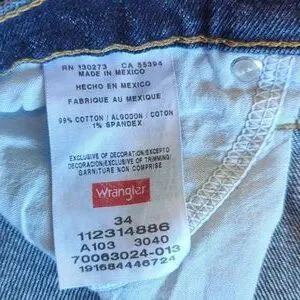 RN 130273 CA 55394
MADE IN MEXICO
HECHO EN MEXICO
FABRIQUE AU MEXIQUE
99% COTTON / ALGODON / COTON
1% SPANDEX
EXCLUSIVE OF DECORATION/EXCEPTO
DECORACION/EXCLUSIVE OF TRIMMING/
GARNITURE NON COMPRISE
Wrangler
34
112314886
A103 3040
70063024-013
191684446724